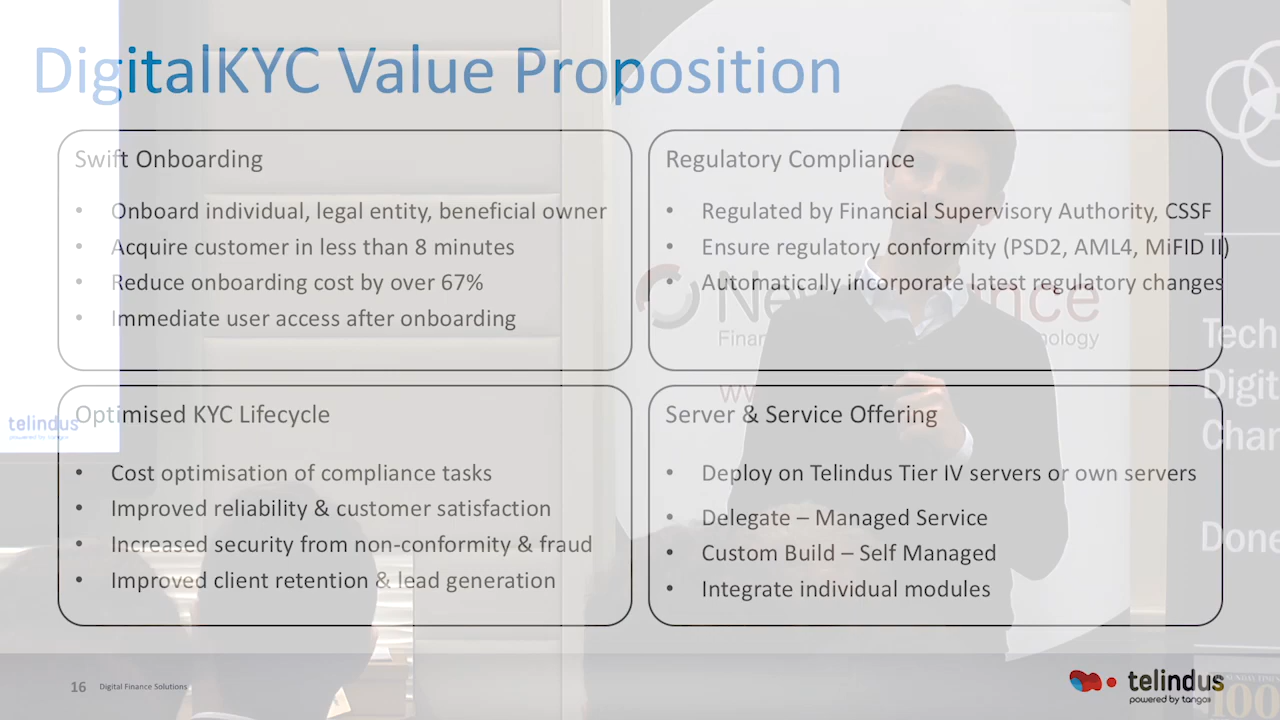 DigitalKYC Value Proposition
Swift Onboarding
• Onboard individual, legal entity, beneficial owner
• Acquire customer in less than 8 minutes
• Reduce onboarding cost by over 67%
• Immediate user access after onboarding
Regulatory Compliance
• Regulated by Financial Supervisory Authority, CSSF
• Ensure regulatory conformity (PSD2, AML4, MiFID II)
• Automatically incorporate latest regulatory changes
Optimised KYC Lifecycle
• Cost optimisation of compliance tasks
• Improved reliability & customer satisfaction
• Increased security from non-conformity & fraud
• Improved client retention & lead generation
Server & Service Offering
• Deploy on Telindus Tier IV servers or own servers
• Delegate – Managed Service
• Custom Build – Self Managed
• Integrate individual modules
telindus
powered by tango
Tech
Digit
Char
Done
16 Digital Finance Solutions
telindus
powered by tango
100